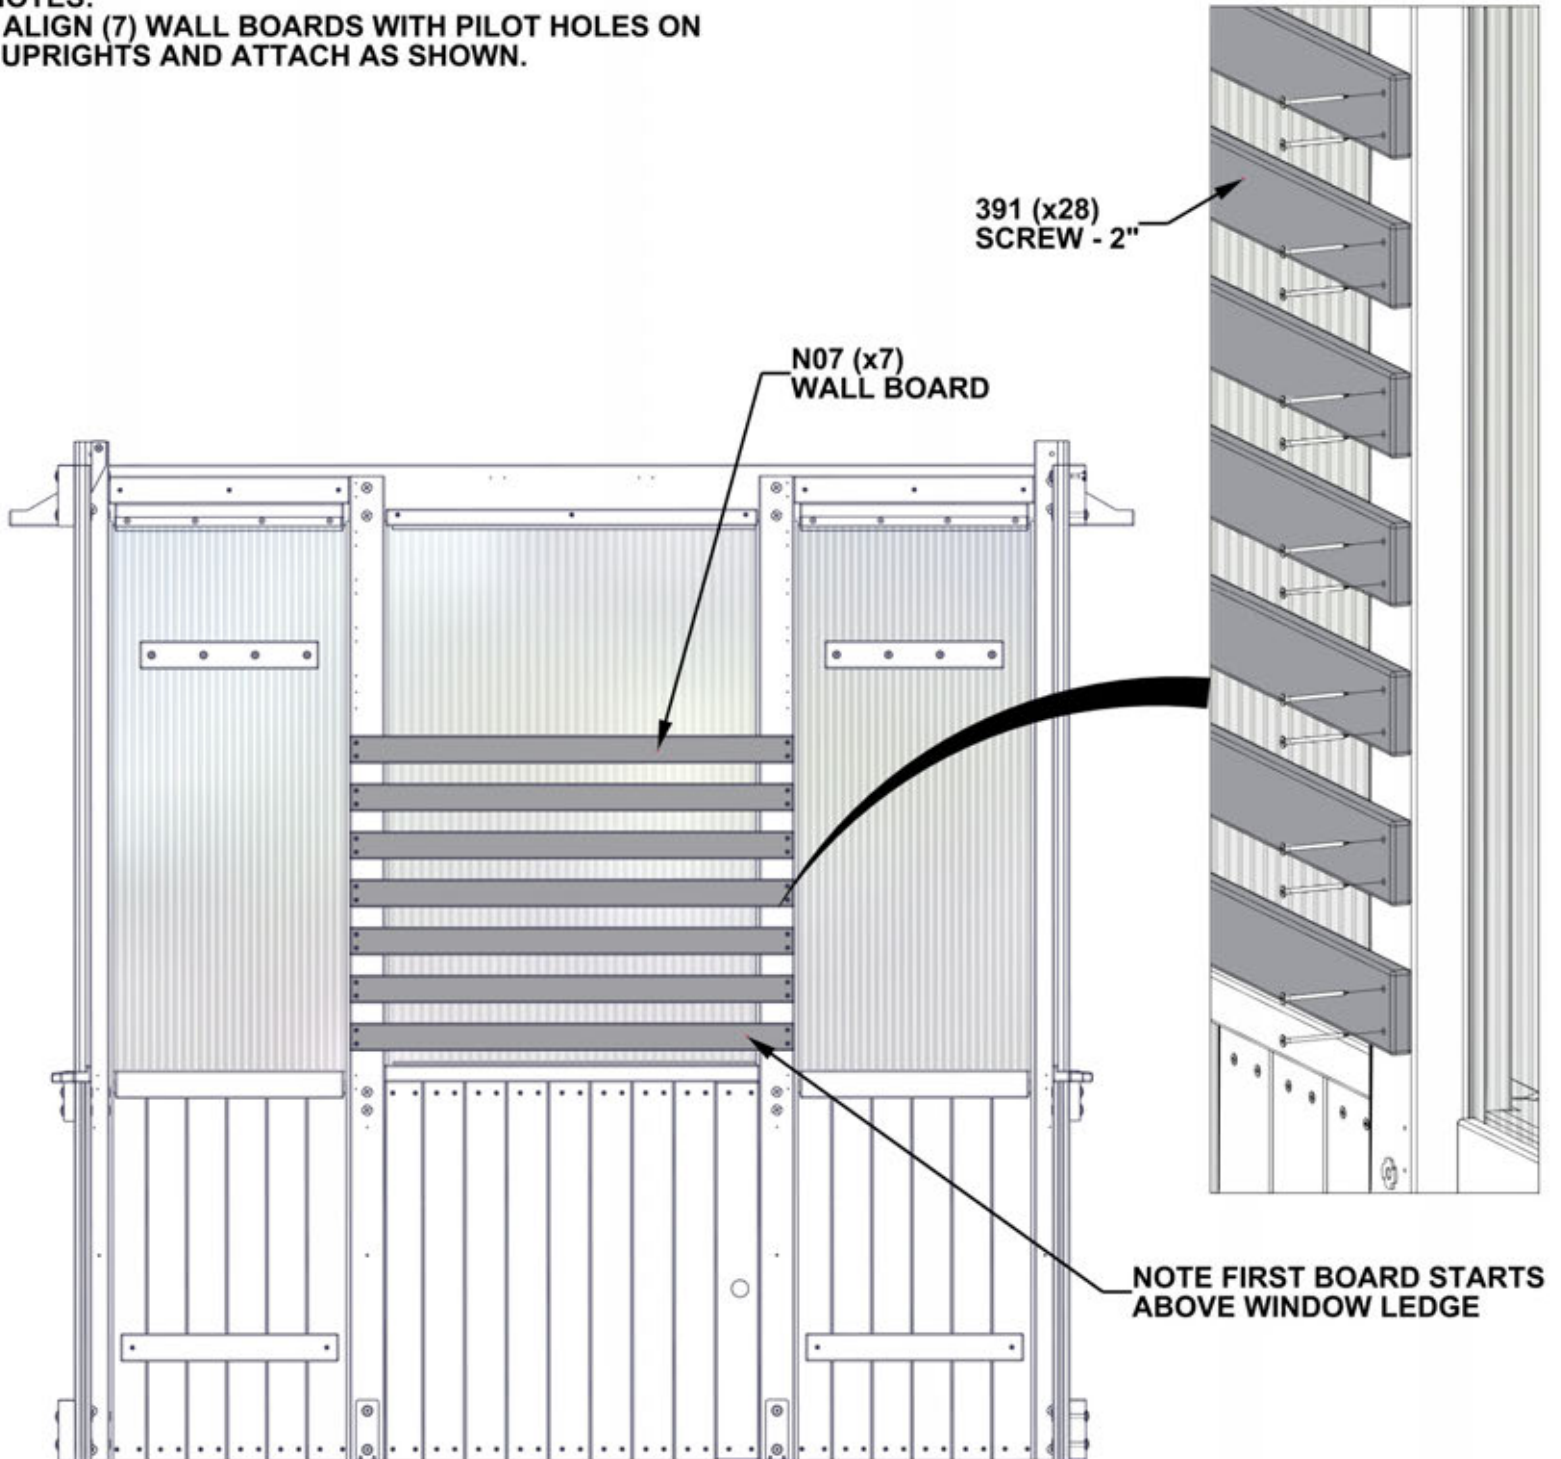 NOTES:
ALIGN (7) WALL BOARDS WITH PILOT HOLES ON
UPRIGHTS AND ATTACH AS SHOWN.
391 (x28)
SCREW - 2"
N07 (x7)
WALL BOARD
NOTE FIRST BOARD STARTS
ABOVE WINDOW LEDGE